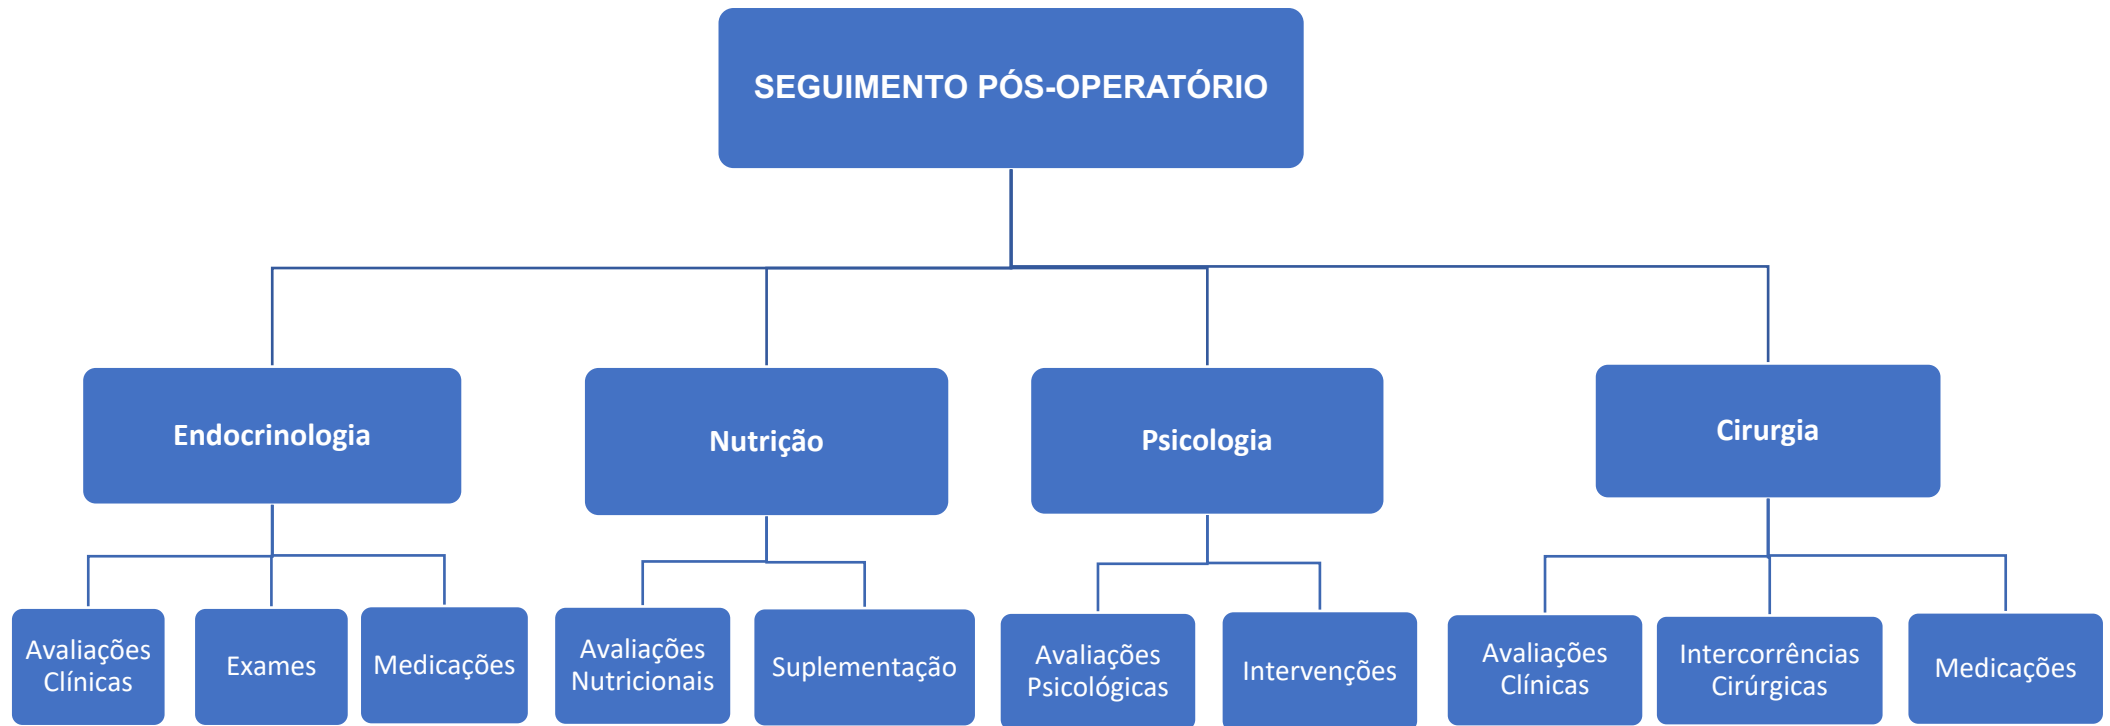 SEGUIMENTO PÓS-OPERATÓRIO
Endocrinologia
Nutrição
Psicologia
Cirurgia
Avaliações
Clínicas
Exames
Medicações
Avaliações
Nutricionais
Suplementação
Avaliações
Psicológicas
Intervenções
Avaliações
Clínicas
Intercorrências
Cirúrgicas
Medicações